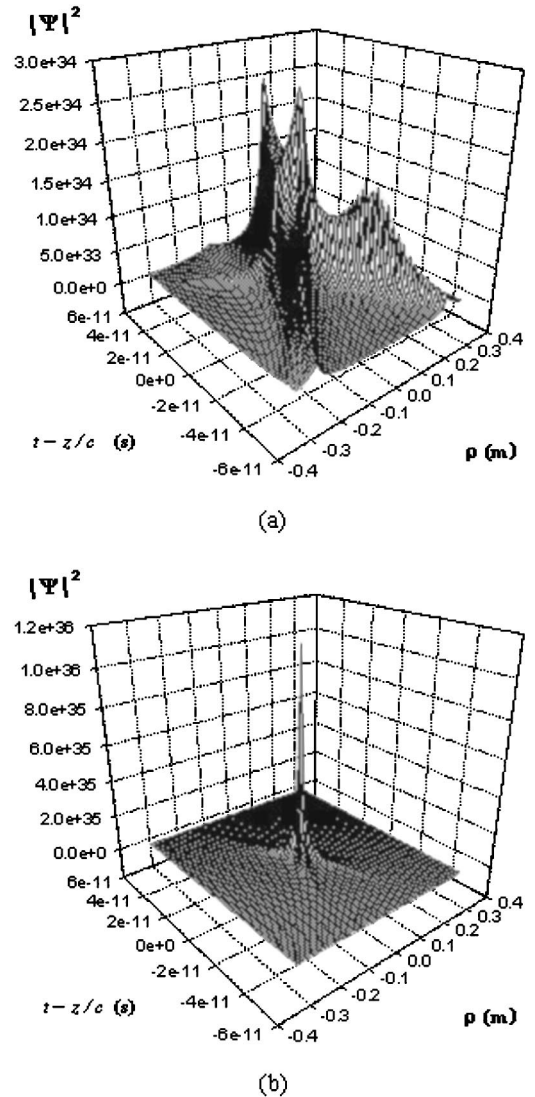 |Ψ|²
3.0e+34
2.5e+34
2.0e+34
1.5e+34
1.0e+34
5.0e+33
0.0e+0
6e-11
4e-11
2e-11
0e+0
-2e-11
-4e-11
-6e-11
t – z/c (s)
-0.4
-0.3
-0.2
-0.1
0.0
0.1
0.2
0.3
0.4
ρ (m)
(a)
|Ψ|²
1.2e+36
1.0e+36
8.0e+35
6.0e+35
4.0e+35
2.0e+35
0.0e+0
6e-11
4e-11
2e-11
0e+0
-2e-11
-4e-11
-6e-11
t – z/c (s)
-0.4
-0.3
-0.2
-0.1
0.0
0.1
0.2
0.3
0.4
ρ (m)
(b)